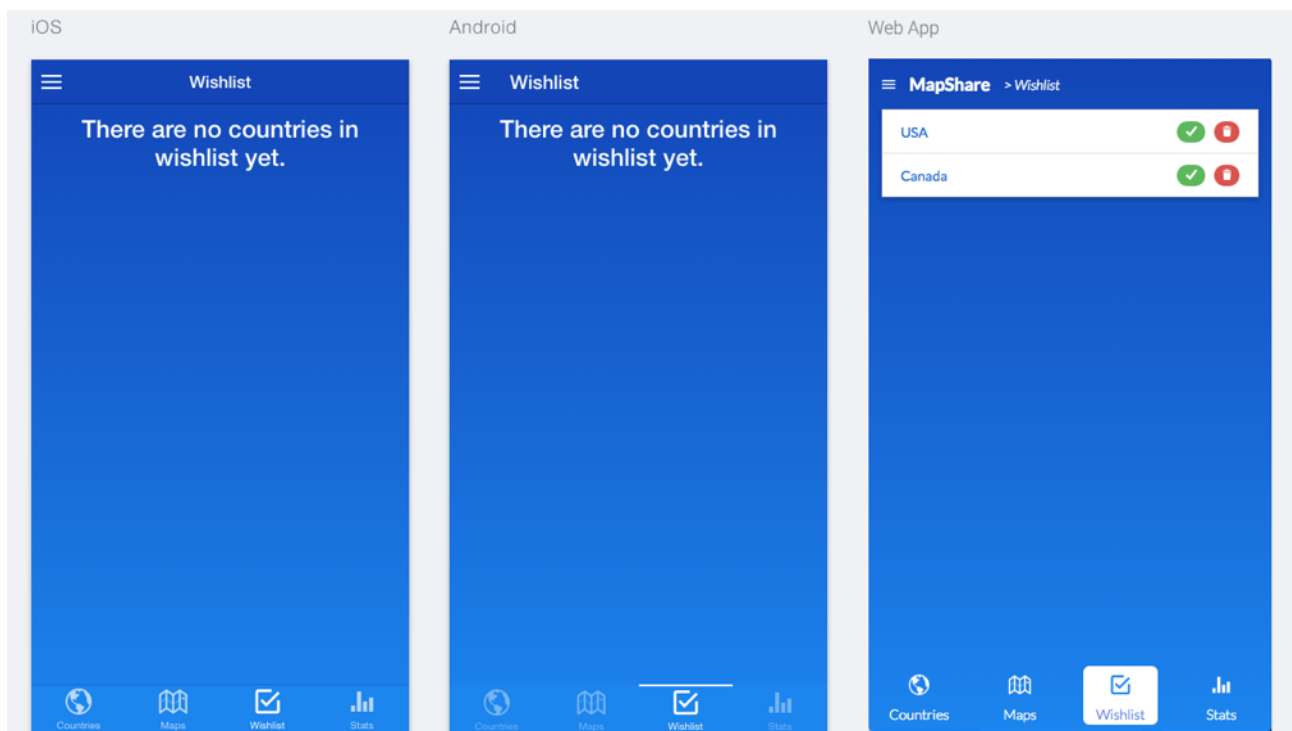 iOS
Wishlist
There are no countries in
wishlist yet.
Countries Maps Wishlist Stats
Android
Wishlist
There are no countries in
wishlist yet.
Countries Maps Wishlist Stats
Web App
MapShare > Wishlist
USA
Canada
Countries Maps Wishlist Stats